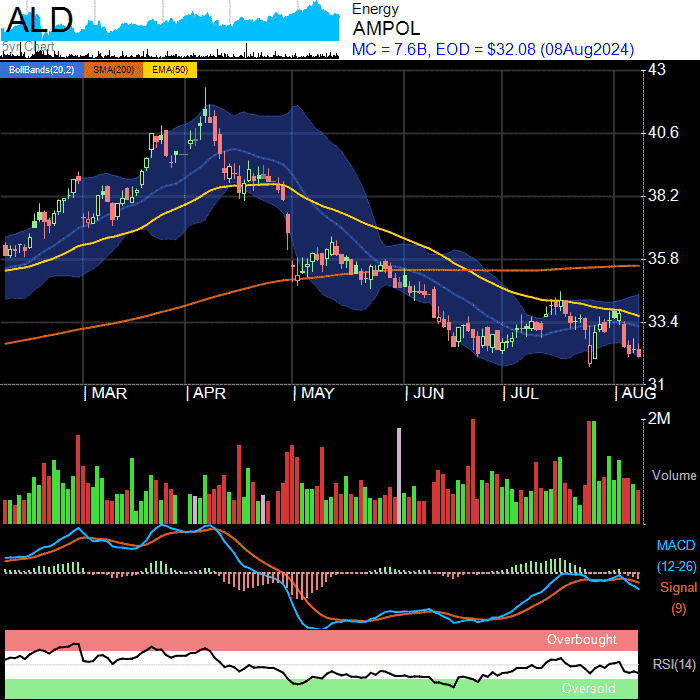 ALD
5yr Chart
Energy
AMPOL
MC = 7.6B, EOD = $32.08 (08Aug2024)
BollBands(20,2) SMA(200) EMA(50)
43
40.6
38.2
35.8
33.4
31
| MAR | APR | MAY | JUN | JUL | AUG
2M
Volume
MACD
(12-26)
Signal
(9)
Overbought
RSI(14)
Oversold